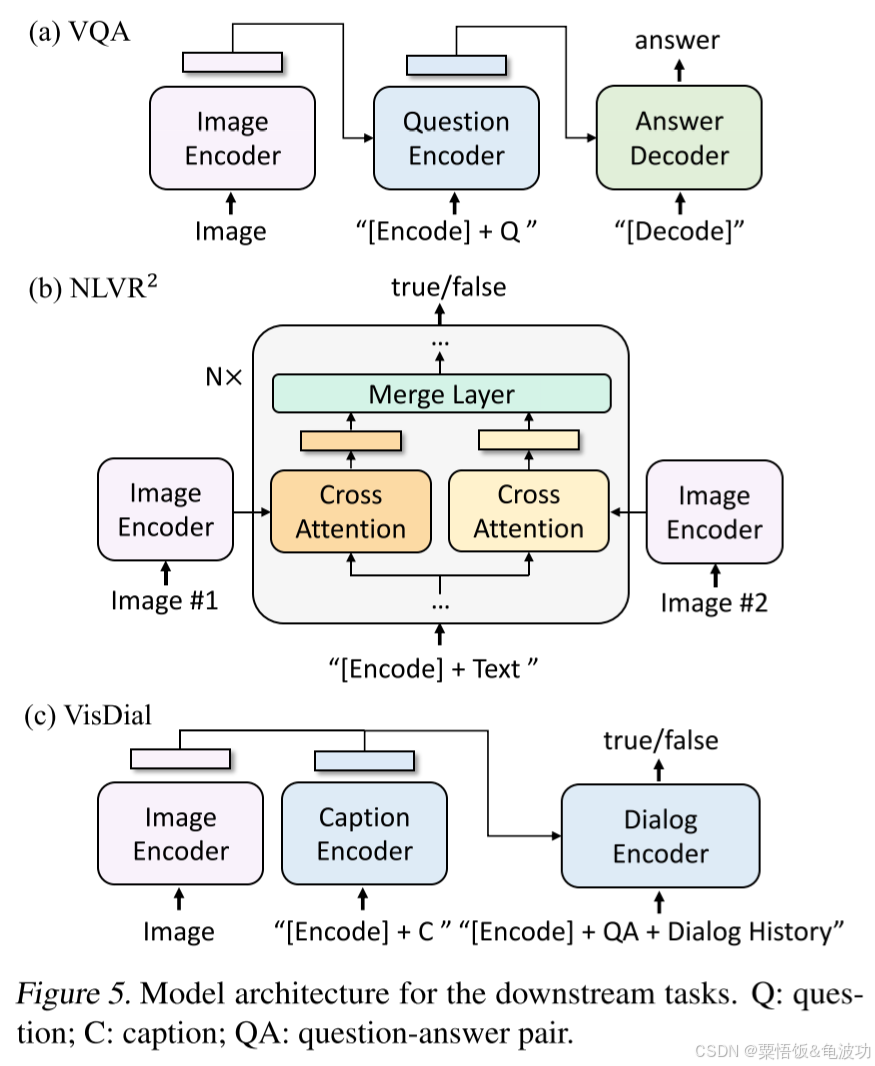 (a) VQA
answer
Image
Encoder
Question
Encoder
Answer
Decoder
Image
“[Encode] + Q ”
“[Decode]”
(b) NLVR²
true/false
...
N×
Merge Layer
Image
Encoder
Cross
Attention
Cross
Attention
Image
Encoder
Image #1
...
Image #2
“[Encode] + Text ”
(c) VisDial
true/false
Image
Encoder
Caption
Encoder
Dialog
Encoder
Image
“[Encode] + C ”
“[Encode] + QA + Dialog History”
Figure 5. Model architecture for the downstream tasks. Q: ques-
tion; C: caption; QA: question-answer pair.
CSDN @粟悟饭&龟波功